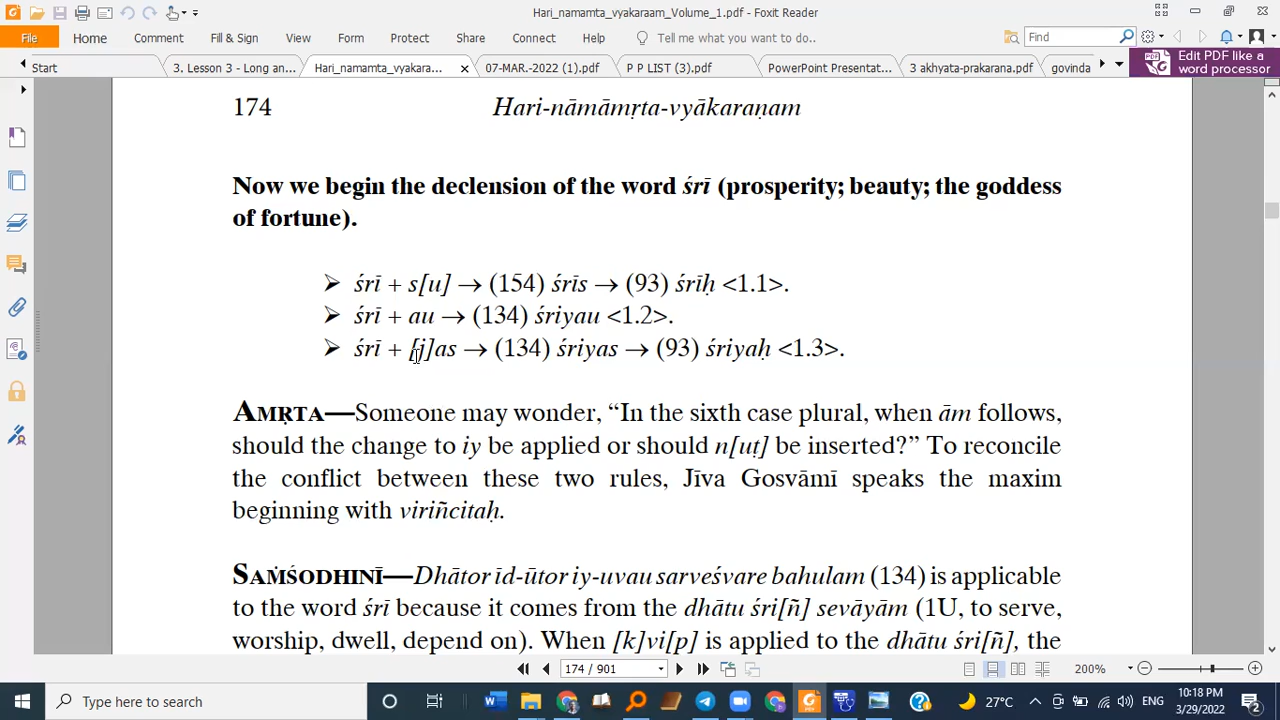 Hari_namamta_vyakaraam_Volume_1.pdf - Foxit Reader
File Home Comment Fill & Sign View Form Protect Share Connect Help Tell me what you want to do.. Find
Start 3. Lesson 3 - Long an... Hari_namamta_vyakara... 07-MAR.-2022 (1).pdf P P LIST (3).pdf PowerPoint Presentat... 3 akhyata-prakarana.pdf govinda Edit PDF like a
word processor
174 Hari-nāmāmṛta-vyākaraṇam
Now we begin the declension of the word śrī (prosperity; beauty; the goddess
of fortune).
➢ śrī + s[u] → (154) śrīs → (93) śrīḥ <1.1>.
➢ śrī + au → (134) śriyau <1.2>.
➢ śrī + [j]as → (134) śriyas → (93) śriyaḥ <1.3>.
AMṚTA—Someone may wonder, “In the sixth case plural, when ām follows,
should the change to iy be applied or should n[uṭ] be inserted?” To reconcile
the conflict between these two rules, Jīva Gosvāmī speaks the maxim
beginning with viriñcitaḥ.
SAṀŚODHINĪ—Dhātor īd-ūtor iy-uvau sarveśvare bahulam (134) is applicable
to the word śrī because it comes from the dhātu śri[ñ] sevāyām (1U, to serve,
worship, dwell, depend on). When [k]vi[p] is applied to the dhātu śri[ñ], the
174 / 901 200%
Type here to search 27°C ENG 10:18 PM
3/29/2022 2